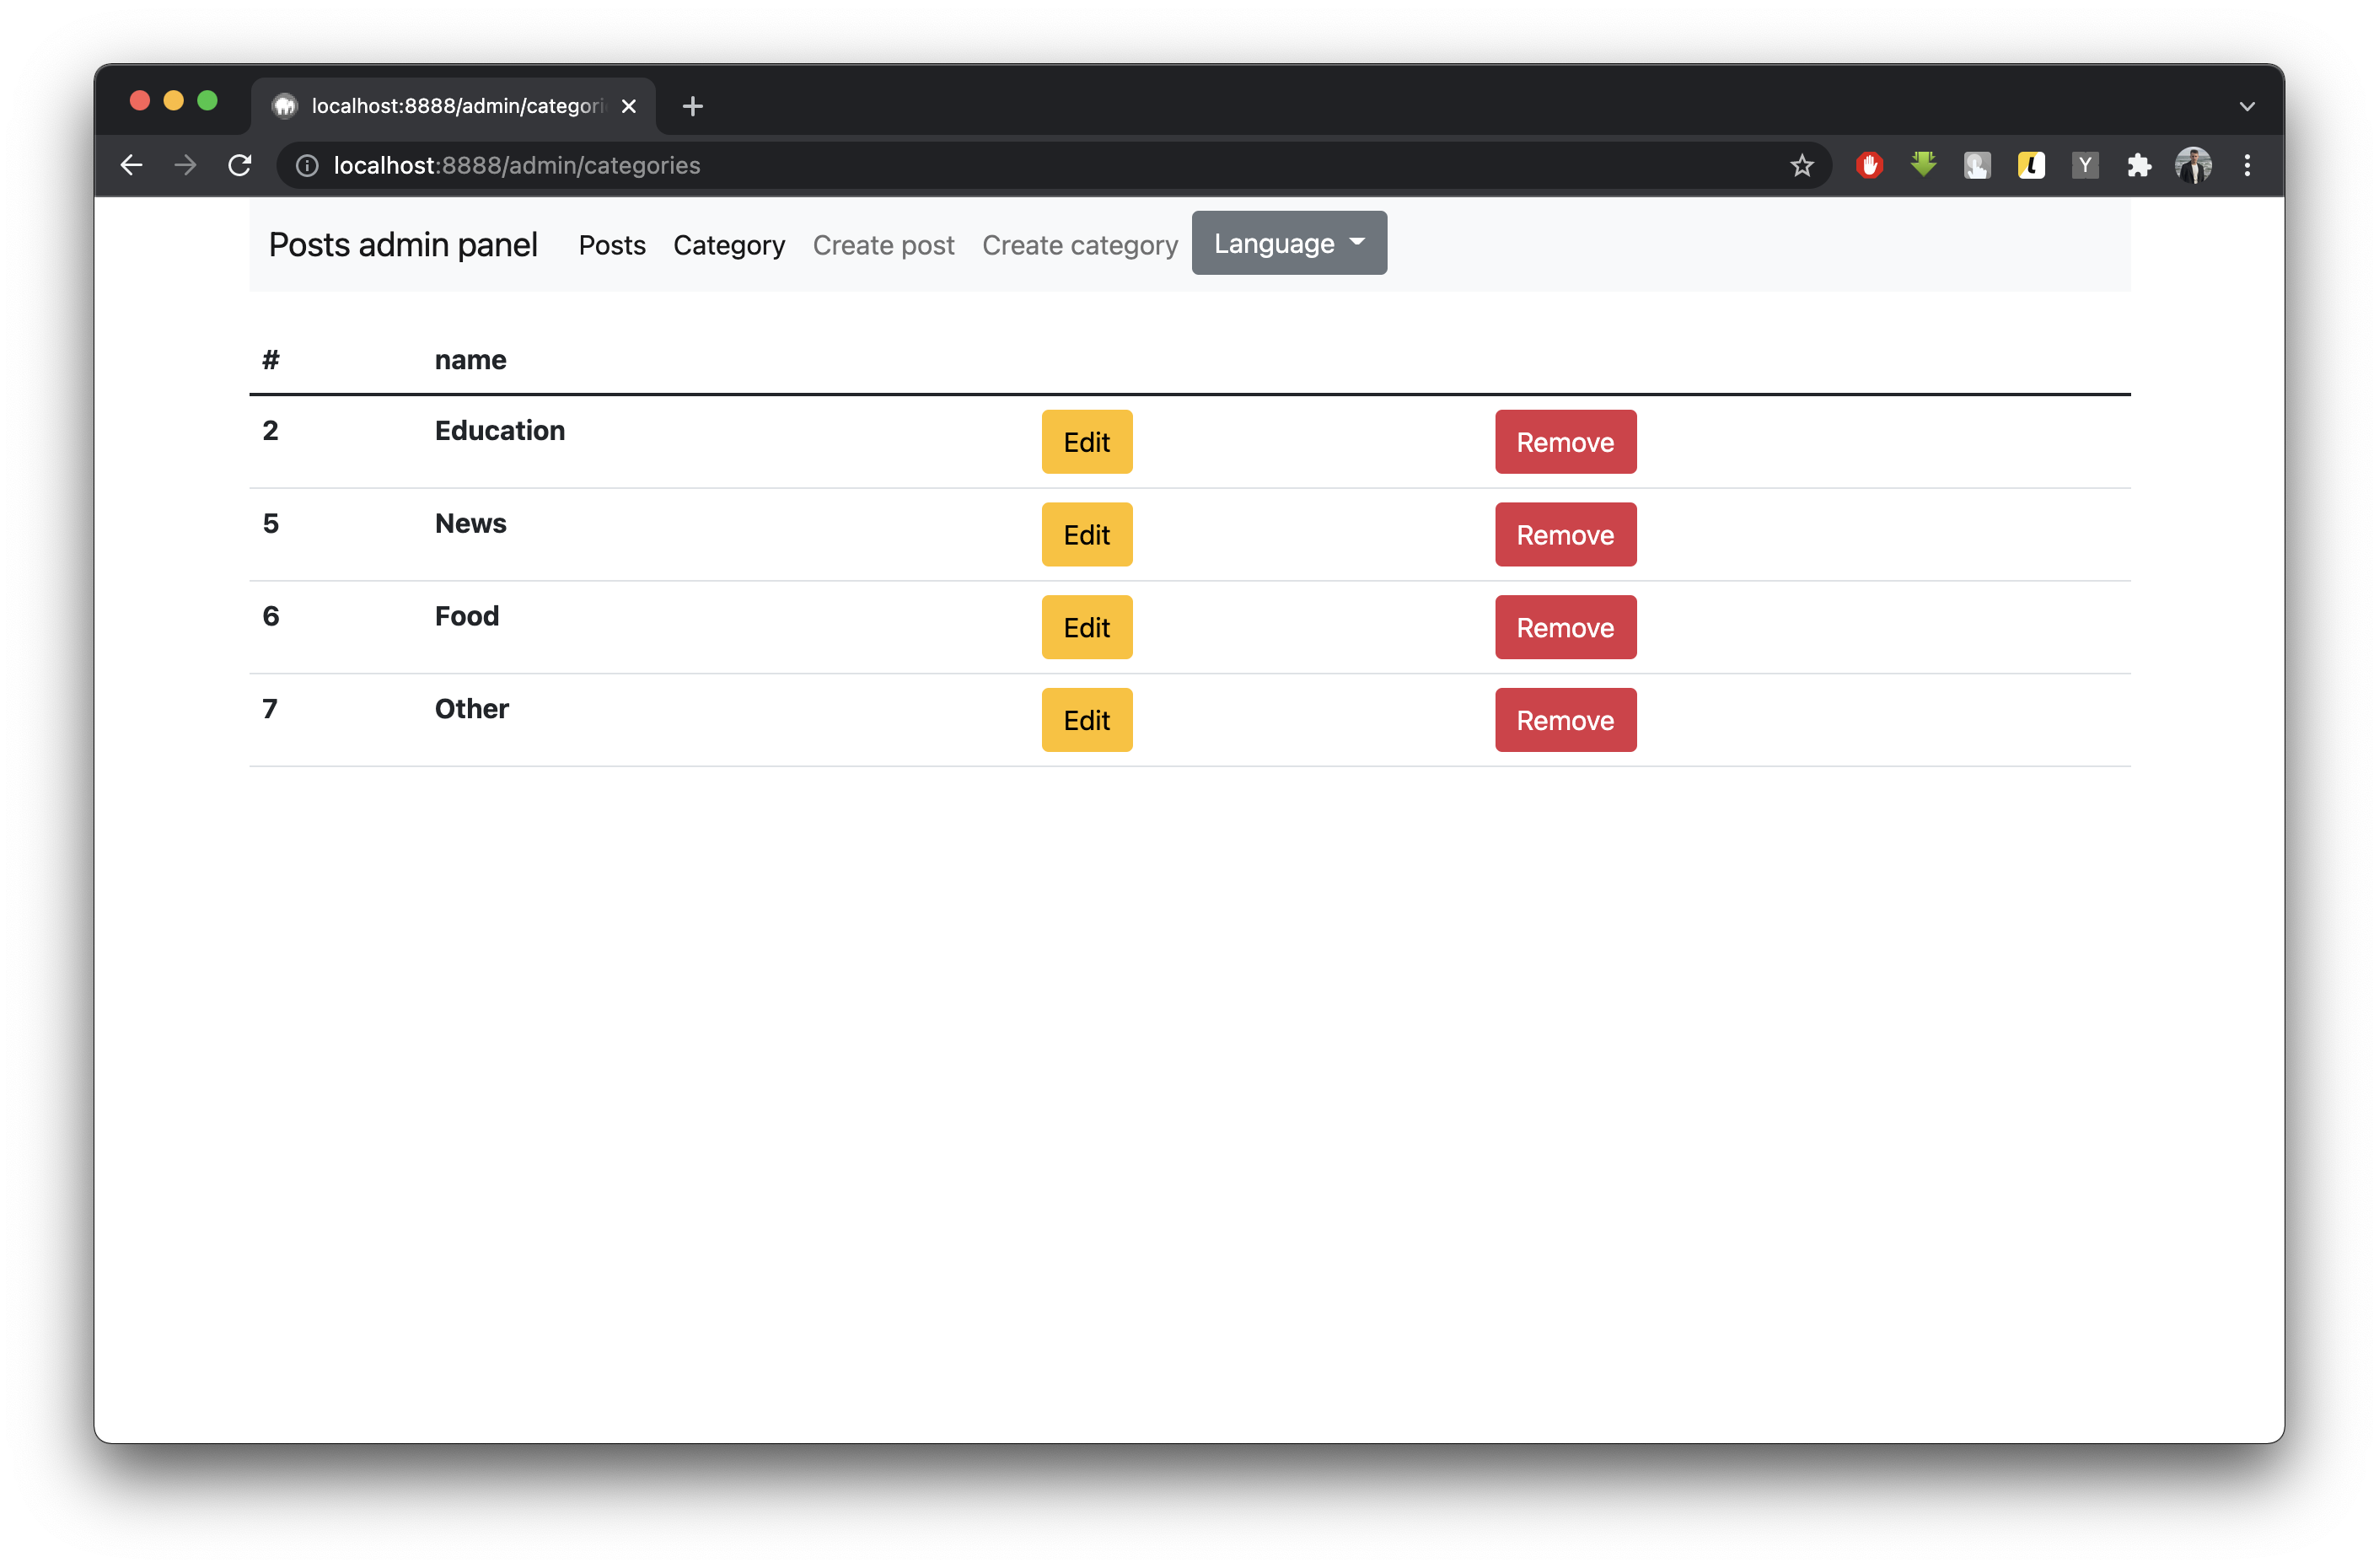 localhost:8888/admin/categori
localhost:8888/admin/categories
Y
Posts admin panel Posts Category Create post Create category Language
# name
2 Education Edit Remove
5 News Edit Remove
6 Food Edit Remove
7 Other Edit Remove